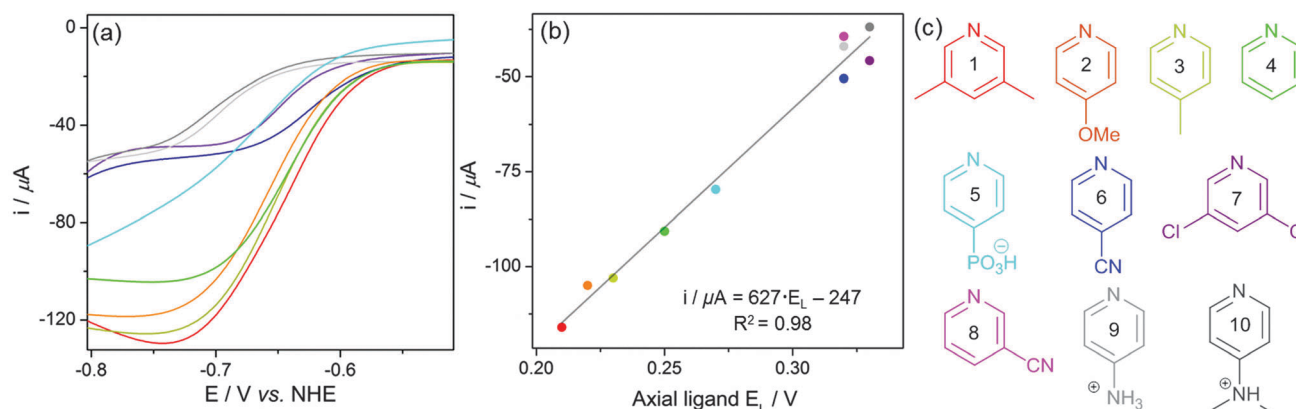 (a)
0
-40
-80
-120
i / μA
-0.8
-0.7
-0.6
E / V vs. NHE
(b)
-50
-75
-100
i / μA
i / μA = 627·E_L – 247
R² = 0.98
0.20
0.25
0.30
Axial ligand E_L / V
(c)
N
1
N
2
OMe
N
3
N
4
N
5
PO₃H
⊖
N
6
CN
N
7
Cl
N
8
CN
N
9
⊕
NH₃
N
10
⊕
NH